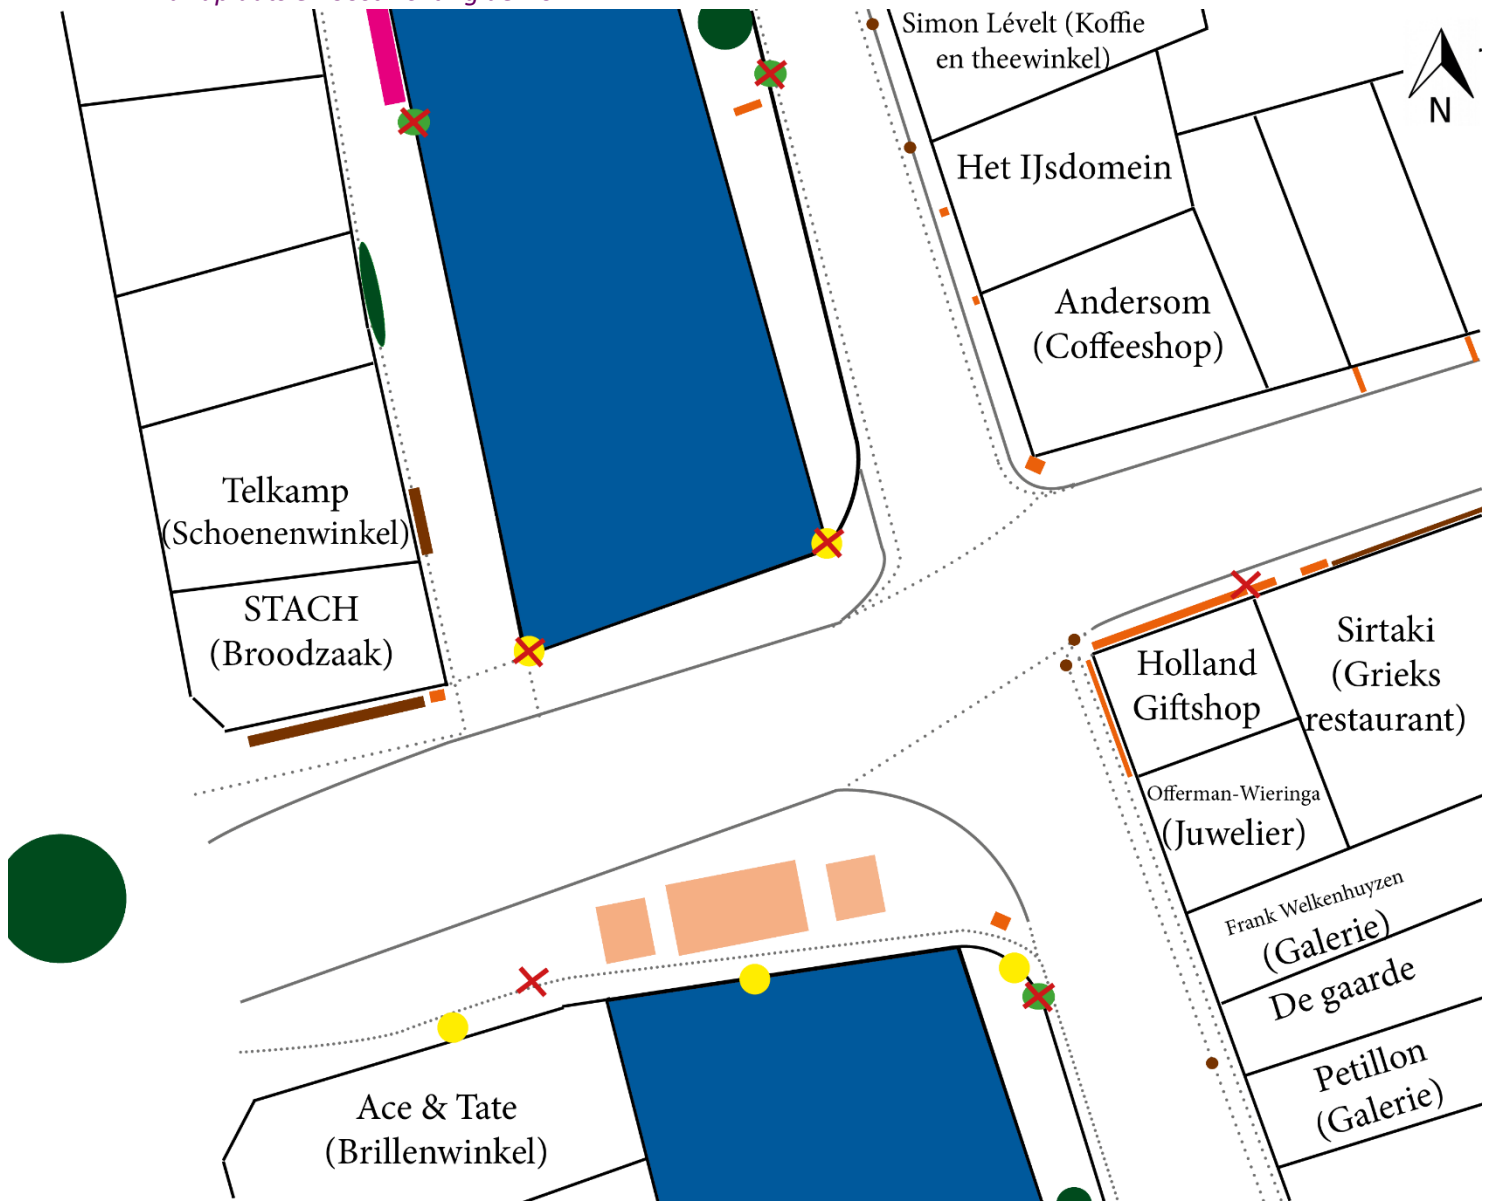 Simon Lévelt (Koffie
en theewinkel)
N
Het IJsdomein
Andersom
(Coffeeshop)
Telkamp
(Schoenenwinkel)
STACH
(Broodzaak)
Holland
Giftshop
Sirtaki
(Grieks
restaurant)
Offerman-Wieringa
(Juwelier)
Frank Welkenhuyzen
(Galerie)
De gaarde
Petillon
(Galerie)
Ace & Tate
(Brillenwinkel)